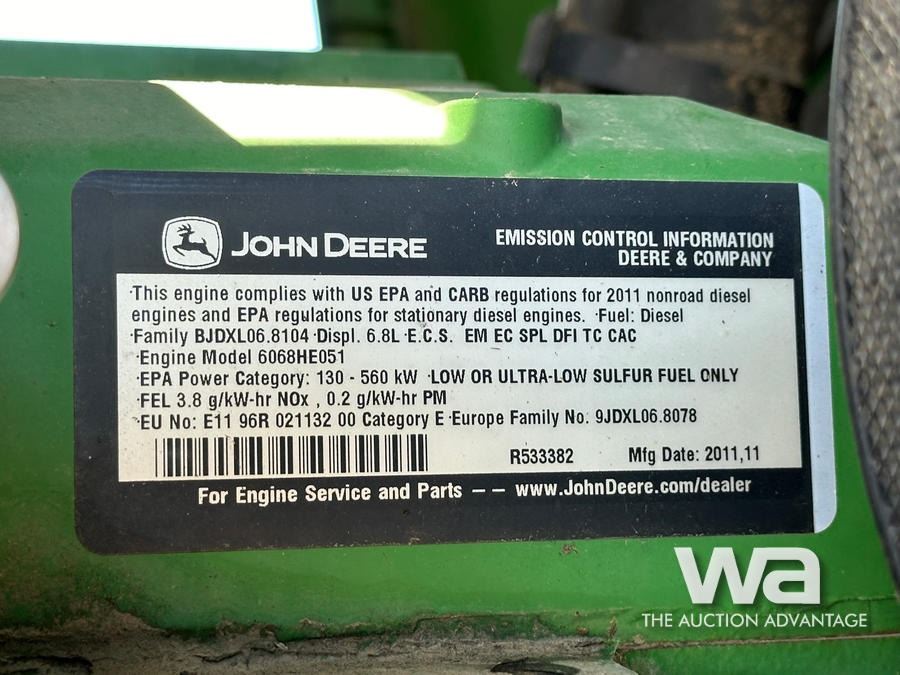 JOHN DEERE
EMISSION CONTROL INFORMATION
DEERE & COMPANY
·This engine complies with US EPA and CARB regulations for 2011 nonroad diesel
engines and EPA regulations for stationary diesel engines. ·Fuel: Diesel
·Family BJDXL06.8104 ·Displ. 6.8L ·E.C.S. EM EC SPL DFI TC CAC
·Engine Model 6068HE051
·EPA Power Category: 130 - 560 kW ·LOW OR ULTRA-LOW SULFUR FUEL ONLY
·FEL 3.8 g/kW-hr NOx , 0.2 g/kW-hr PM
·EU No: E11 96R 021132 00 Category E ·Europe Family No. 9JDXL06.8078
R533382 Mfg Date: 2011,11
For Engine Service and Parts -- www.JohnDeere.com/dealer
wa
THE AUCTION ADVANTAGE